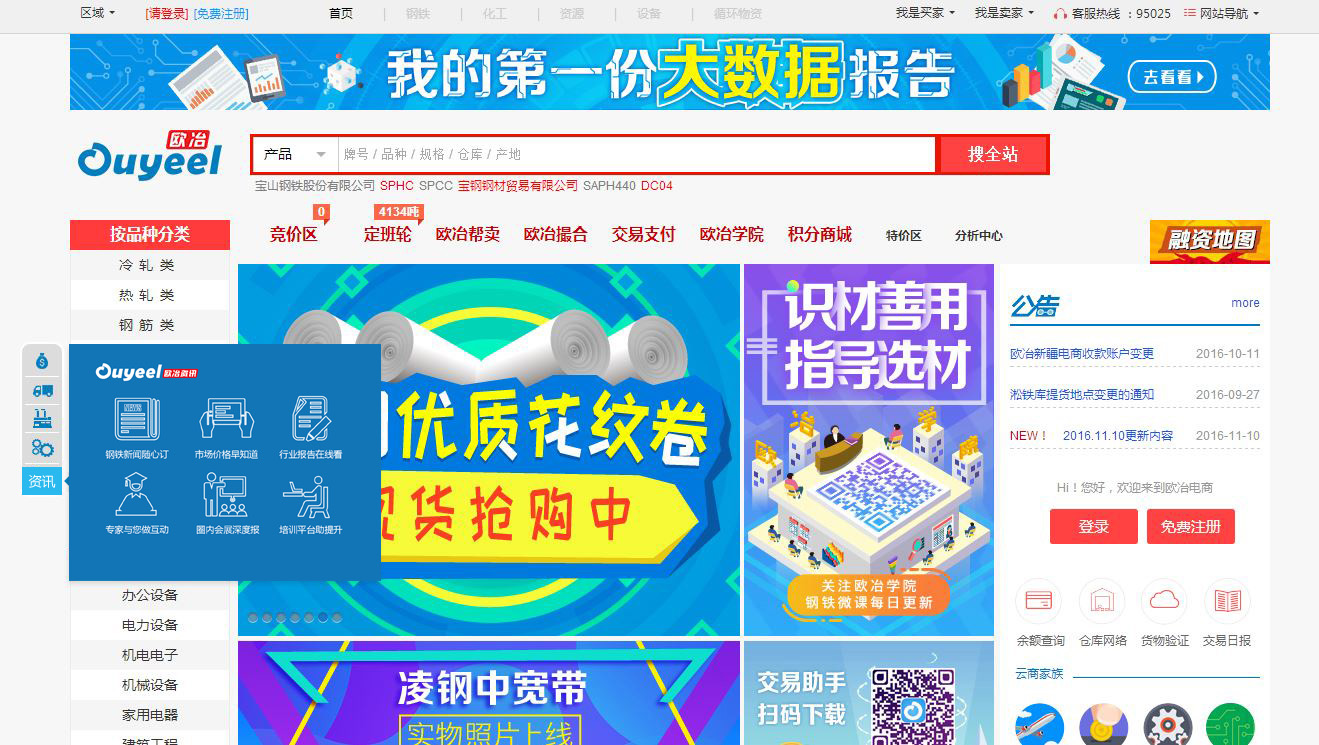 区域 [请登录] [免费注册] 首页 钢铁 化工 资源 设备 循环物资 我是买家 我是卖家 客服热线 ：95025 网站导航
我的第一份大数据报告 去看看
欧冶
Ouyeel
产品 牌号 / 品种 / 规格 / 仓库 / 产地 搜全站
宝山钢铁股份有限公司 SPHC SPCC 宝钢钢材贸易有限公司 SAPH440 DC04
0 4134吨
按品种分类 竞价区 定班轮 欧冶帮卖 欧冶撮合 交易支付 欧冶学院 积分商城 特价区 分析中心 融资地图
冷 轧 类
热 轧 类
钢 筋 类
资讯
Ouyeel 欧冶资讯
钢铁新闻随心订 市场价格早知道 行业报告在线看
专家与您做互动 圈内会展深度报 培训平台助提升
办公设备
电力设备
机电电子
机械设备
家用电器
建筑工程
优质花纹卷
货抢购中
识材善用
指导选材
欧 冶 学 院
关注欧冶学院
钢铁微课每日更新
公告 more
欧冶新疆电商收款账户变更 2016-10-11
淞铁库提货地点变更的通知 2016-09-27
NEW！ 2016.11.10更新内容 2016-11-10
Hi！您好，欢迎来到欧冶电商
登录 免费注册
余额查询 仓库网络 货物验证 交易日报
云商家族
凌钢中宽带
实物照片上线
交易助手
扫码下载